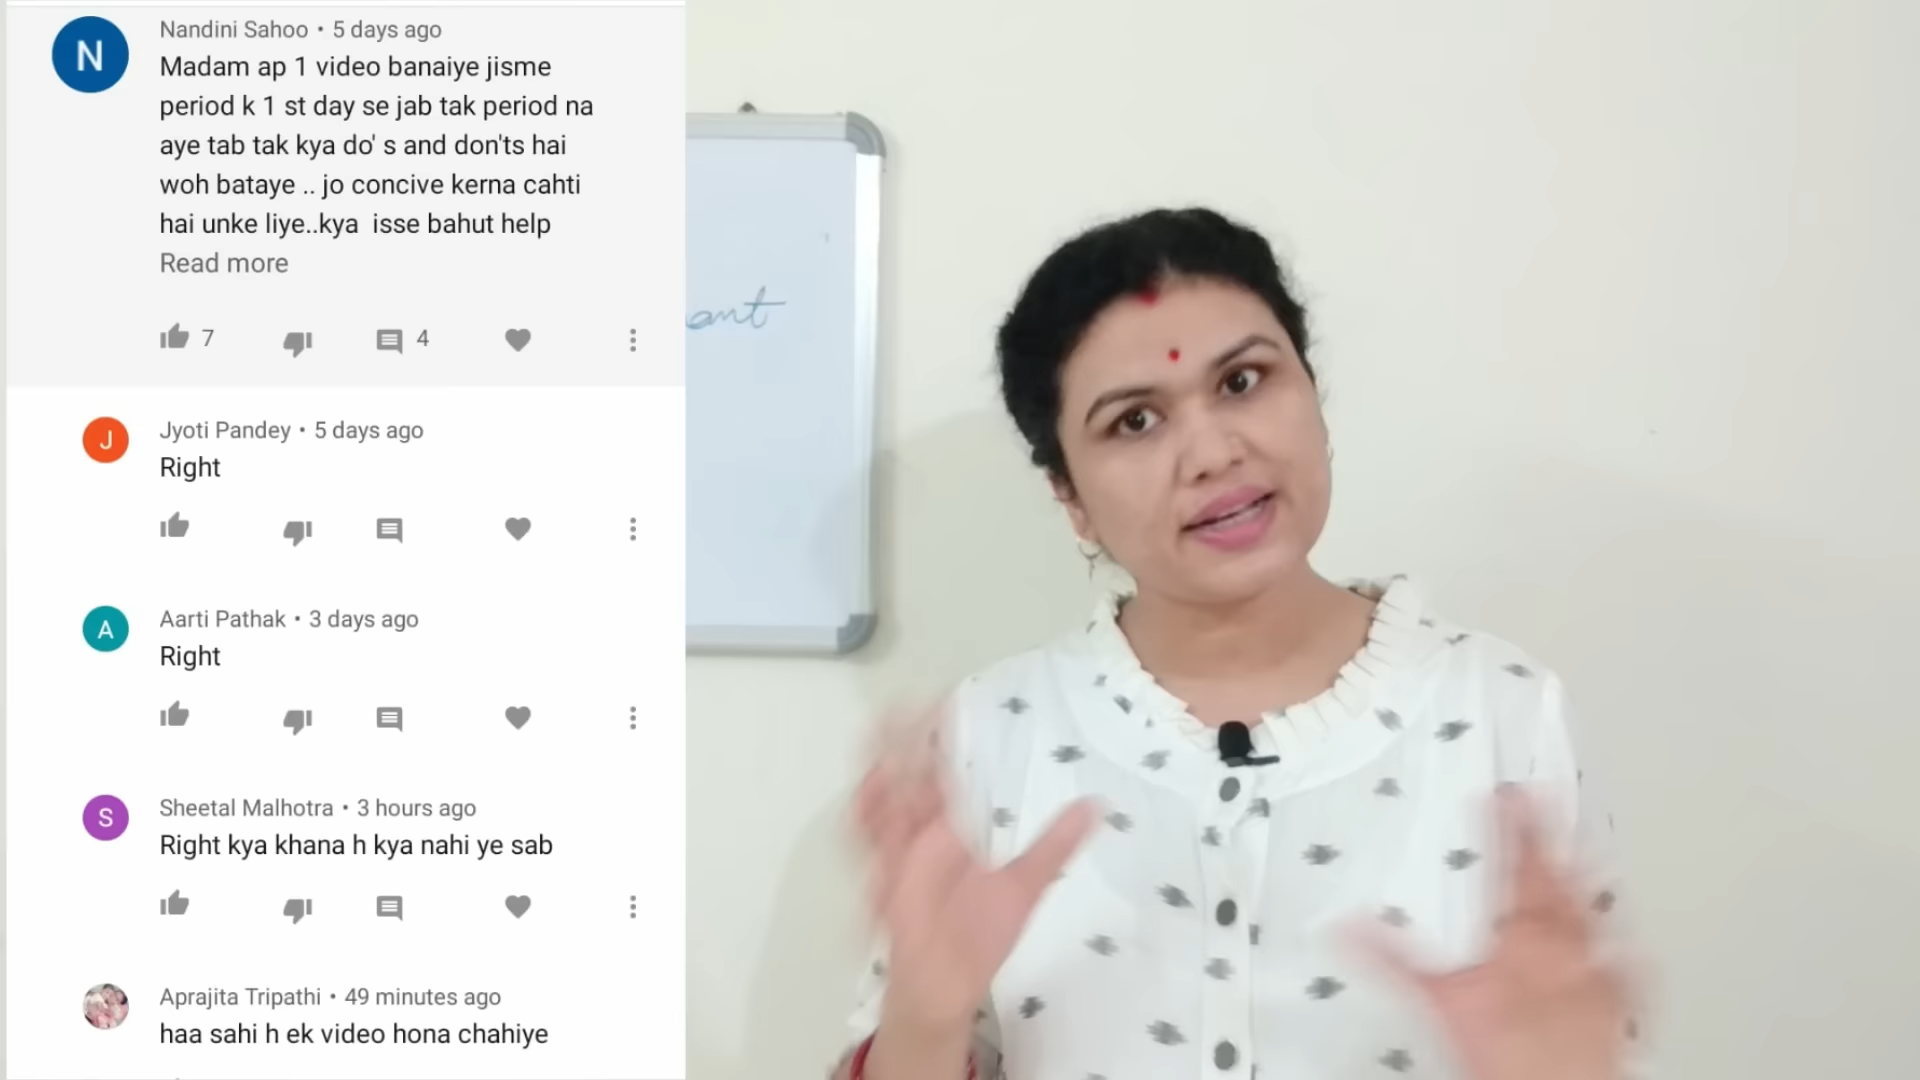 Nandini Sahoo • 5 days ago
Madam ap 1 video banaiye jisme
period k 1 st day se jab tak period na
aye tab tak kya do' s and don'ts hai
woh bataye .. jo concive kerna cahti
hai unke liye..kya  isse bahut help
Read more
7
4
Jyoti Pandey • 5 days ago
Right
Aarti Pathak • 3 days ago
Right
Sheetal Malhotra • 3 hours ago
Right kya khana h kya nahi ye sab
Aprajita Tripathi • 49 minutes ago
haa sahi h ek video hona chahiye
N
J
A
S
ant